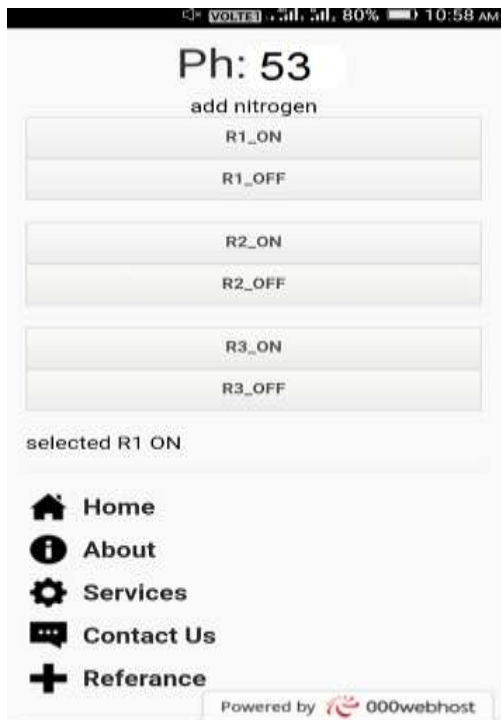 VOLTE1 80% 10:58 AM
Ph: 53
add nitrogen
R1_ON
R1_OFF
R2_ON
R2_OFF
R3_ON
R3_OFF
selected R1 ON
Home
About
Services
Contact Us
Referance
Powered by 000webhost